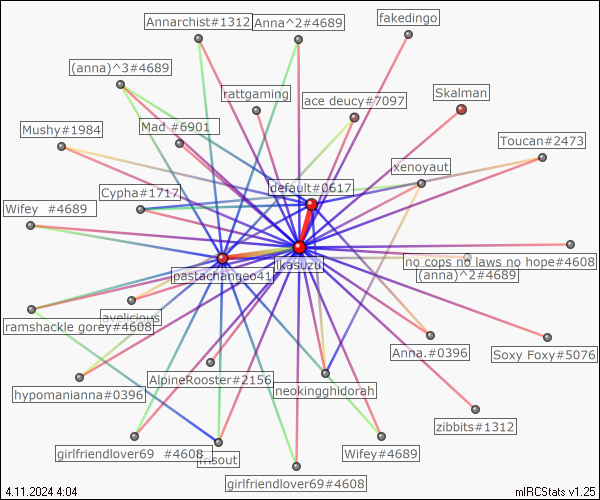 Annarchist#1312
Anna^2#4689
fakedingo
(anna)^3#4689
rattgaming
ace deucy#7097
Skalman
Mushy#1984
Mad #6901
Toucan#2473
xenoyaut
default#0617
Cypha#1717
Wifey #4689
ikasuzu
no cops no laws no hope#4608
pastachangeo41
(anna)^2#4689
ayelicious
ramshackle gorey#4608
Anna.#0396
Soxy Foxy#5076
AlpineRooster#2156
neokingghidorah
hypomanianna#0396
zibbits#1312
girlfriendlover69 #4608
Wifey#4689
girlfriendlover69#4608
4.11.2024 4:04
mIRCStats v1.25